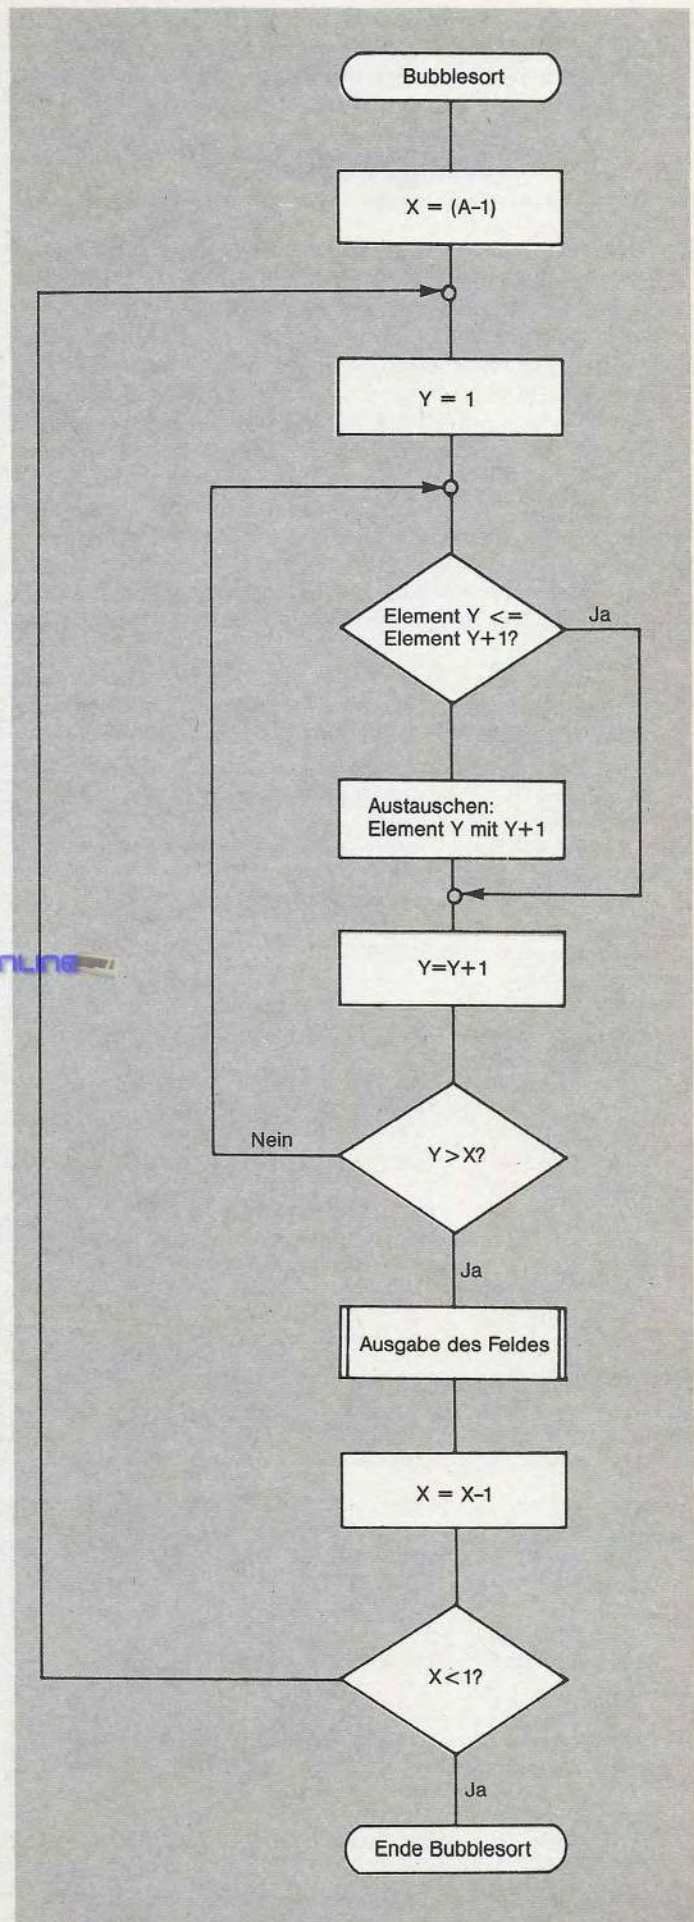 Bubblesort
X = (A-1)
Y = 1
Element Y <=
Element Y+1?
Ja
Austauschen:
Element Y mit Y+1
Y=Y+1
Y>X?
Nein
Ja
Ausgabe des Feldes
X = X-1
X<1?
Ja
Ende Bubblesort